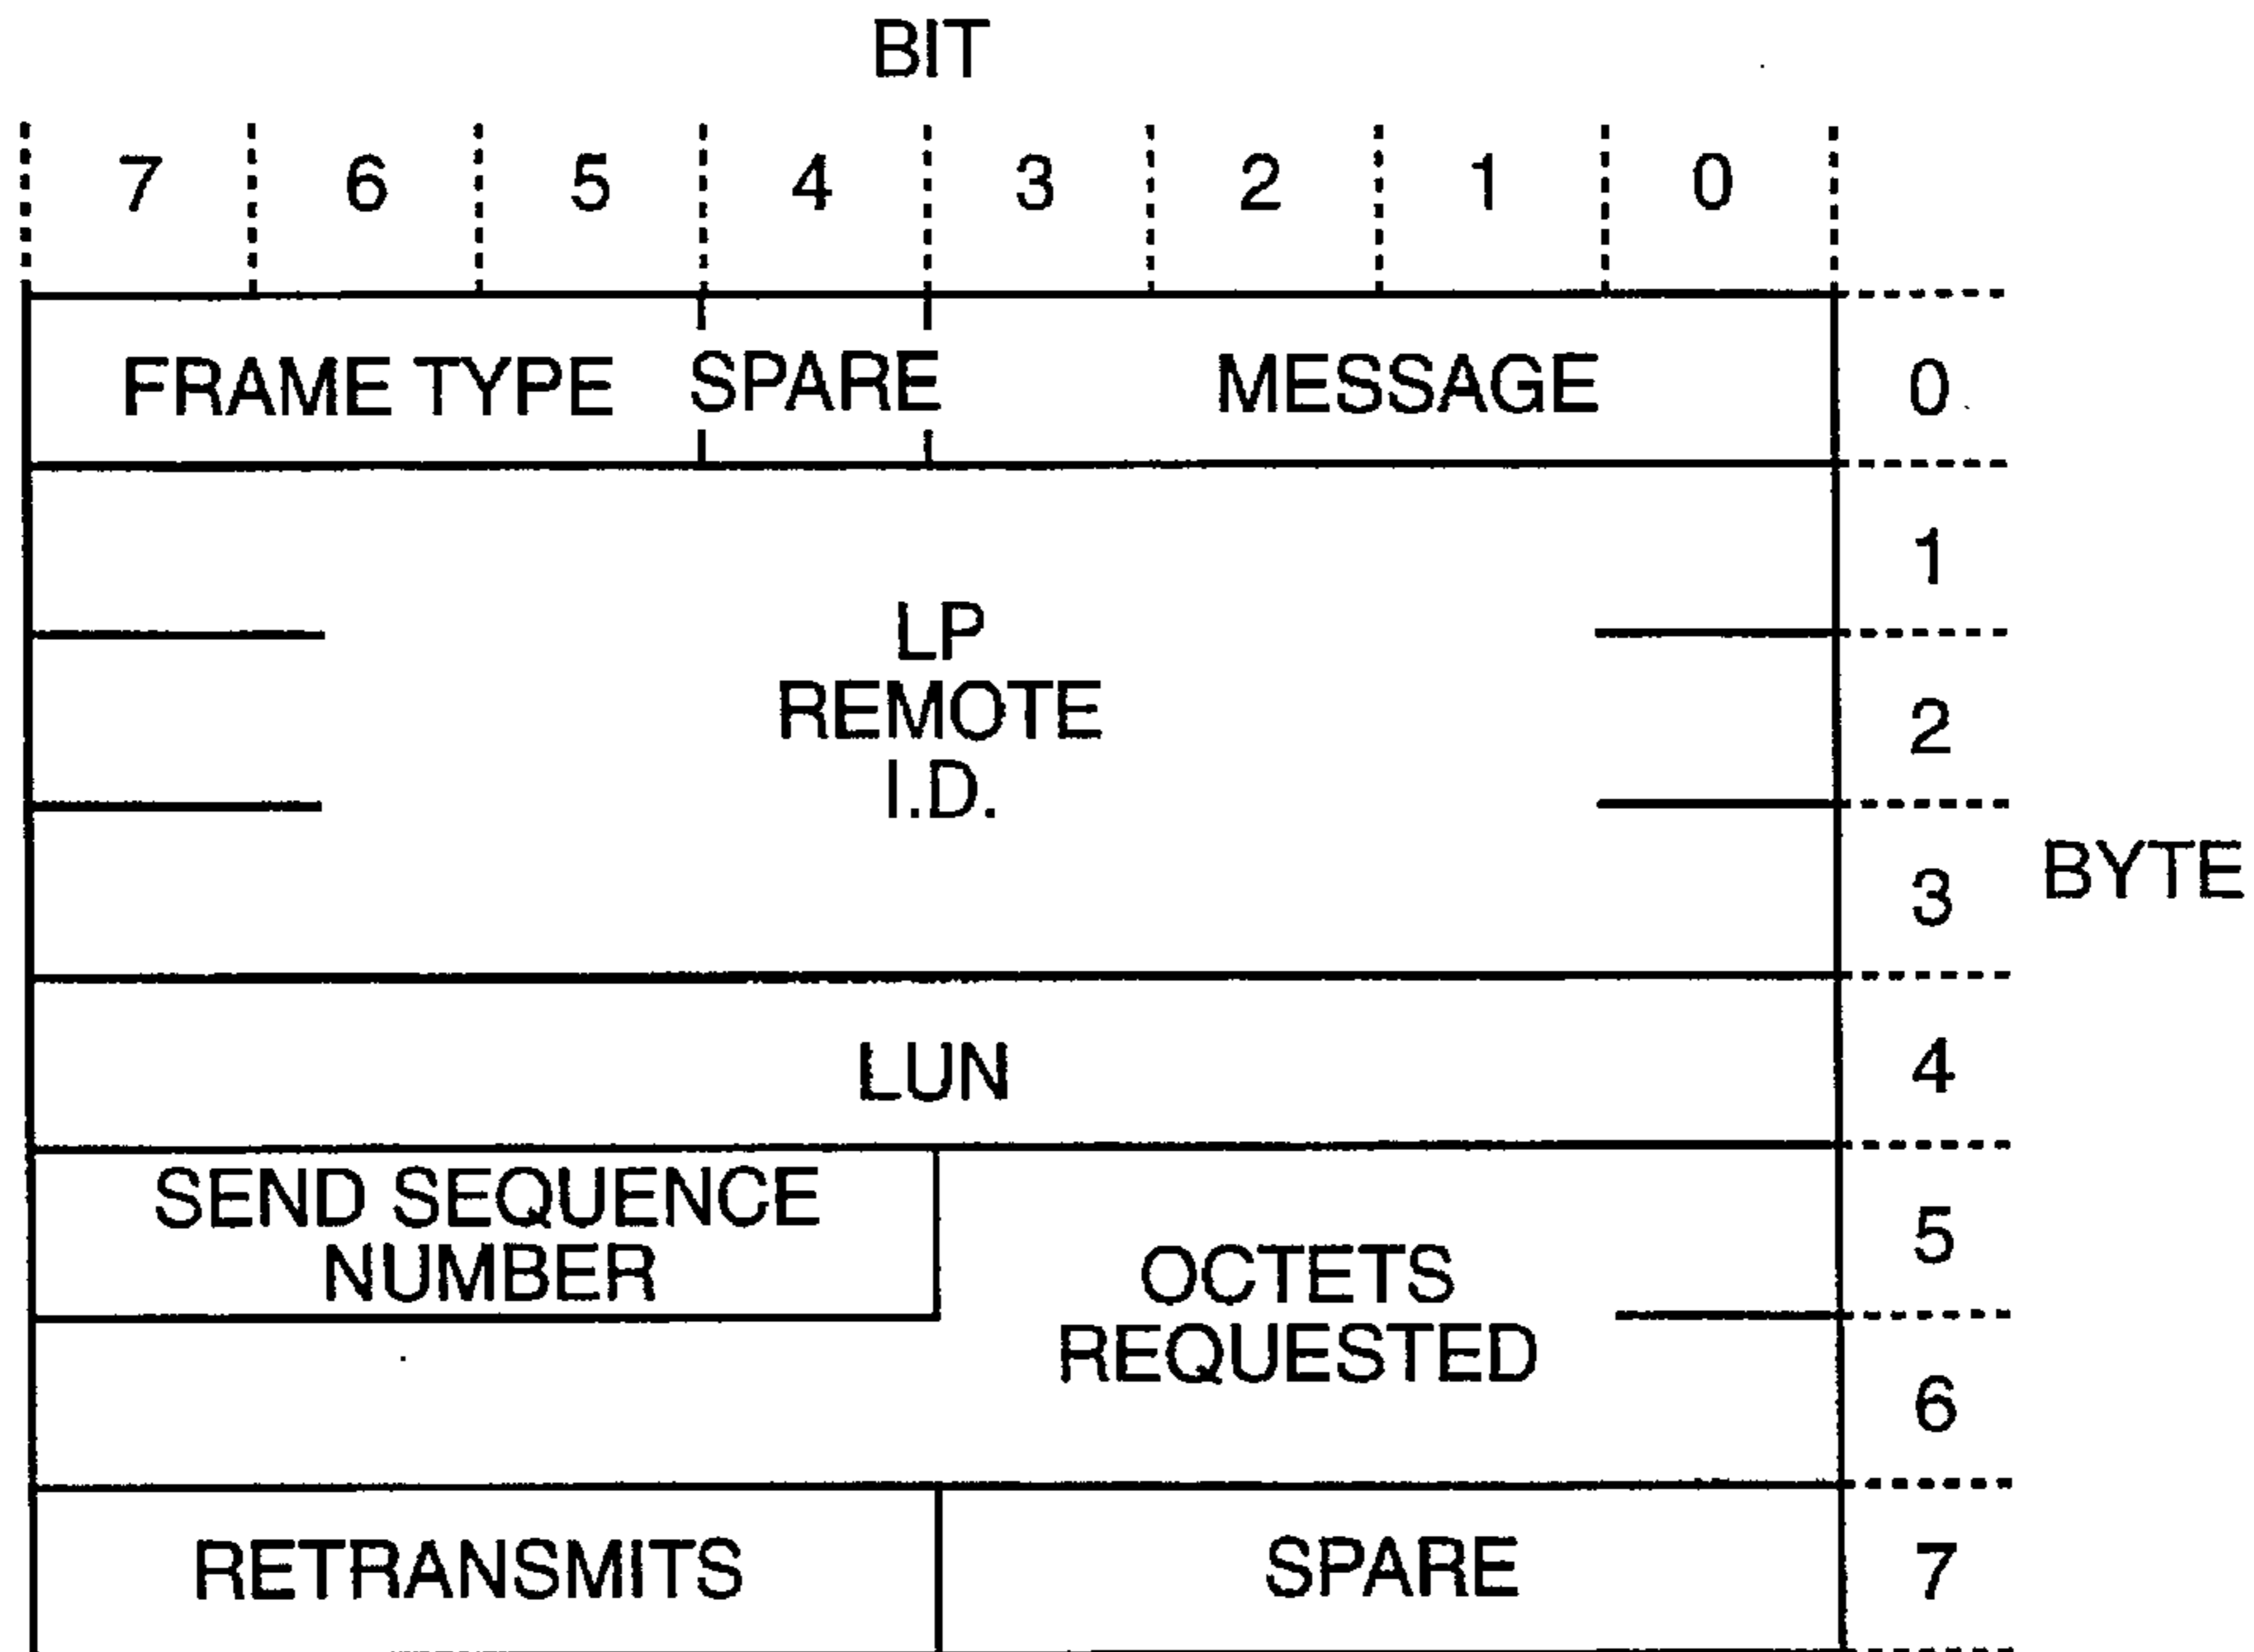 BIT
7 6 5 4 3 2 1 0
FRAME TYPE SPARE MESSAGE 0
1
LP
REMOTE 2
I.D.
BYTE
3
LUN 4
SEND SEQUENCE
NUMBER
5
OCTETS
REQUESTED
6
RETRANSMITS SPARE 7